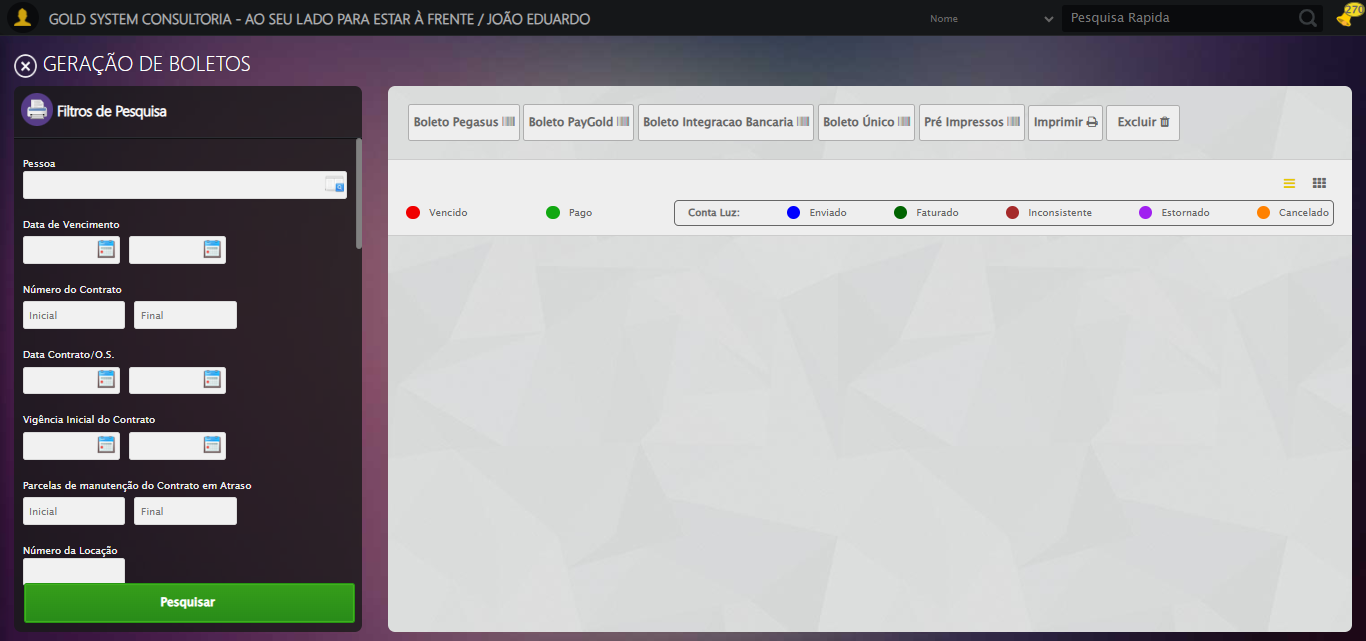 GOLD SYSTEM CONSULTORIA - AO SEU LADO PARA ESTAR À FRENTE / JOÃO EDUARDO
Nome
Pesquisa Rapida
270
GERAÇÃO DE BOLETOS
Filtros de Pesquisa
Pessoa
Data de Vencimento
Número do Contrato
Inicial Final
Data Contrato/O.S.
Vigência Inicial do Contrato
Parcelas de manutenção do Contrato em Atraso
Inicial Final
Número da Locação
Pesquisar
Boleto Pegasus Boleto PayGold Boleto Integracao Bancaria Boleto Único Pré Impressos Imprimir Excluir
Vencido Pago Conta Luz: Enviado Faturado Inconsistente Estornado Cancelado